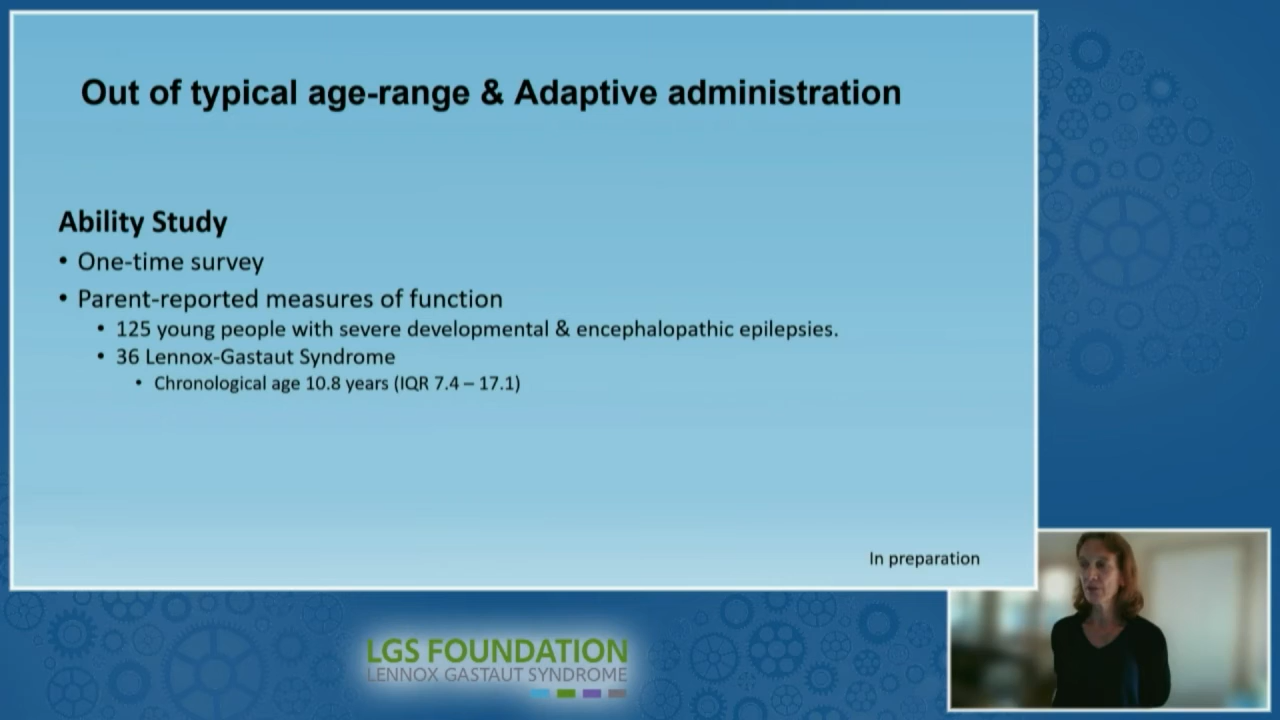 Out of typical age-range & Adaptive administration
Ability Study
• One-time survey
• Parent-reported measures of function
• 125 young people with severe developmental & encephalopathic epilepsies.
• 36 Lennox-Gastaut Syndrome
• Chronological age 10.8 years (IQR 7.4 – 17.1)
In preparation
LGS FOUNDATION
LENNOX GASTAUT SYNDROME